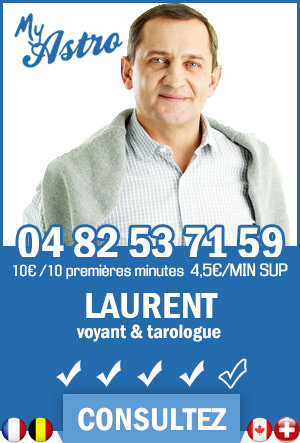 My
Astro
04 82 53 71 59
10€ /10 premières minutes 4,5€/MIN SUP
LAURENT
voyant & tarologue
CONSULTEZ